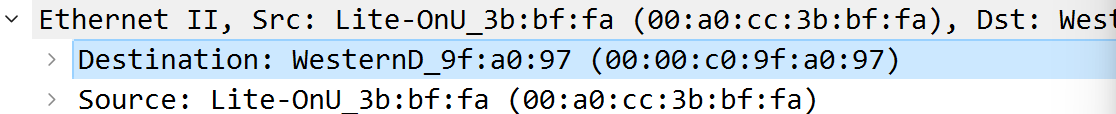 Ethernet II, Src: Lite-OnU_3b:bf:fa (00:a0:cc:3b:bf:fa), Dst: West
Destination: WesternD_9f:a0:97 (00:00:c0:9f:a0:97)
Source: Lite-OnU_3b:bf:fa (00:a0:cc:3b:bf:fa)